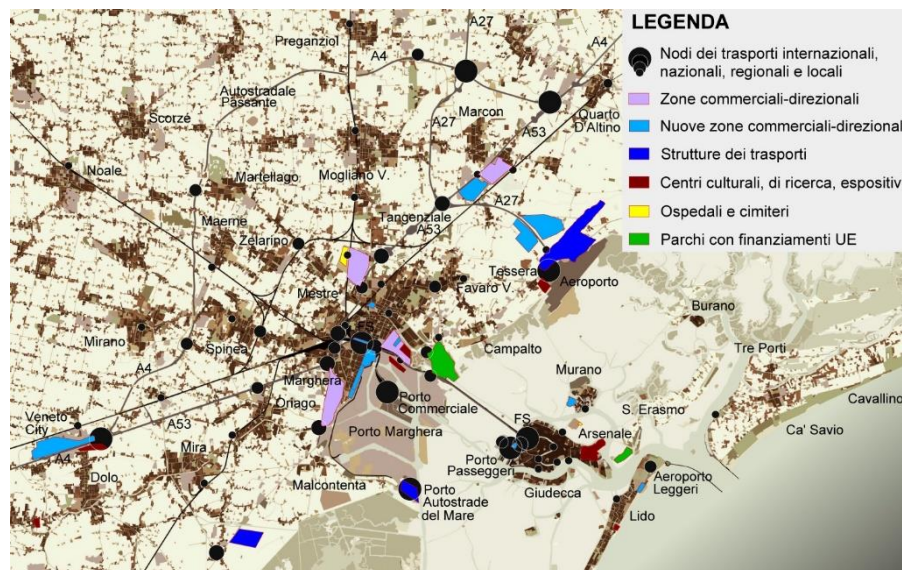 LEGENDA
Nodi dei trasporti internazionali,
nazionali, regionali e locali
Zone commerciali-direzionali
Nuove zone commerciali-direzional
Strutture dei trasporti
Centri culturali, di ricerca, espositiv
Ospedali e cimiteri
Parchi con finanziamenti UE
A27
Preganziol
A4
A4
Autostradale
Passante
Scorzé
A27
Marcon
A53
Quarto
D'Altino
Noale
Martellago
Mogliano V.
Maerne
Tangenziale
A53
A27
Zelarino
Tessera
Aeroporto
Mestre
Favaro V.
Burano
Mirano
Spinea
Campalto
Tre Porti
A4
Marghera
Murano
Cavallino
Veneto
City
Oriago
Porto
Commerciale
S. Erasmo
A53
FS
Arsenale
Ca' Savio
A4
Mira
Porto Marghera
Dolo
Porto
Passeggeri
Malcontenta
Giudecca
Aeroporto
Leggeri
Porto
Autostrade
del Mare
Lido